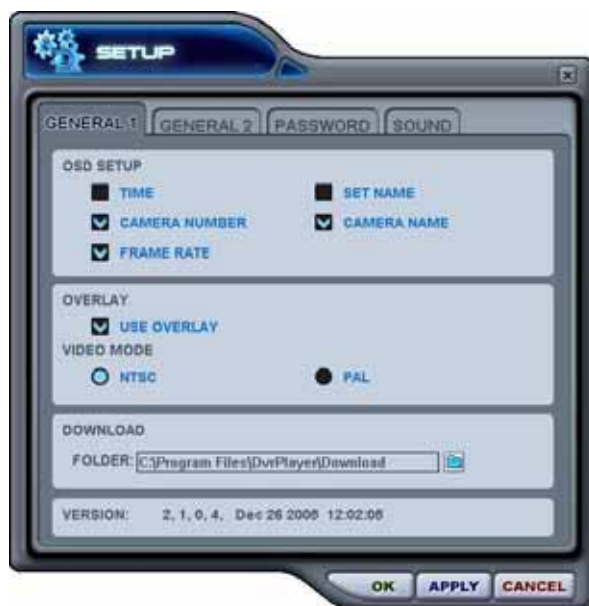 SETUP
GENERAL 1 GENERAL 2 PASSWORD SOUND
OSD SETUP
TIME SET NAME
CAMERA NUMBER CAMERA NAME
FRAME RATE
OVERLAY
USE OVERLAY
VIDEO MODE
NTSC PAL
DOWNLOAD
FOLDER: C:\Program Files\DvrPlayer\Download
VERSION: 2, 1, 0, 4, Dec 26 2005 12:02:05
OK APPLY CANCEL